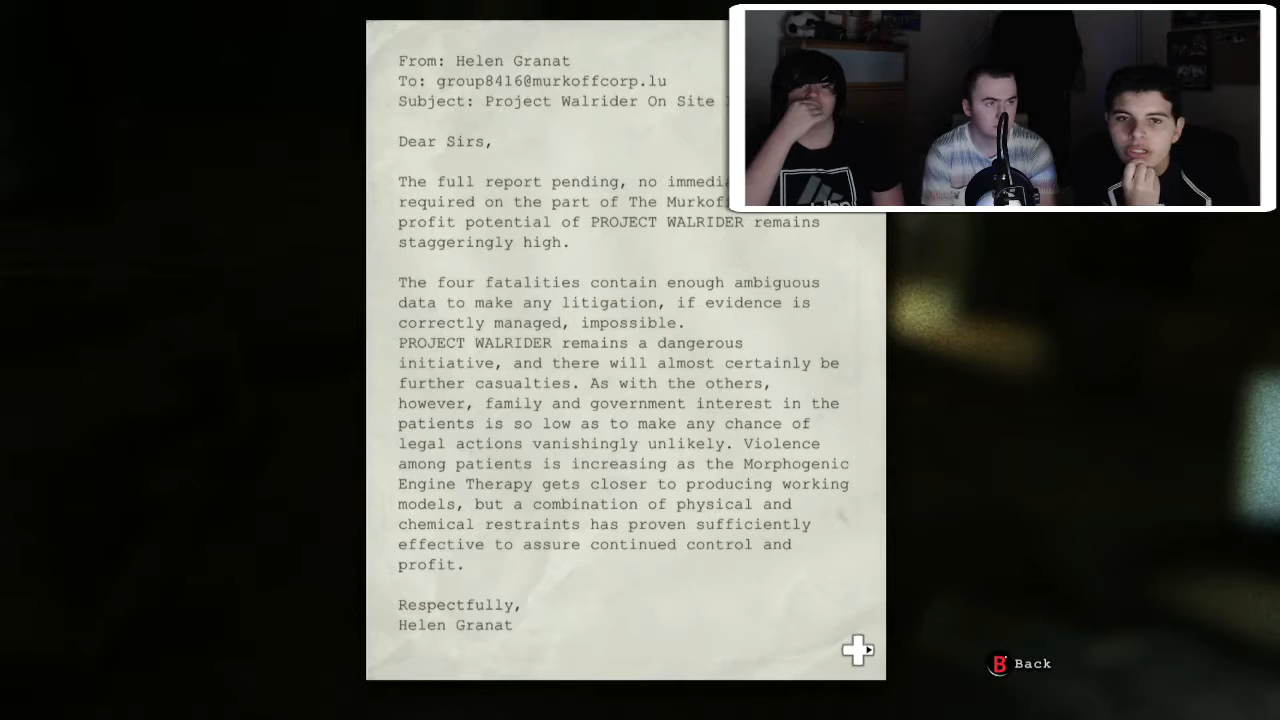 From: Helen Granat
To: group8416@murkoffcorp.lu
Subject: Project Walrider On Site
Dear Sirs,
The full report pending, no
required on the part of The
profit potential of PROJECT WALRIDER remains
staggeringly high.
The four fatalities contain enough ambiguous
data to make any litigation, if evidence is
correctly managed, impossible.
PROJECT WALRIDER remains a dangerous
initiative, and there will almost certainly be
further casualties. As with the others,
however, family and government interest in the
patients is so low as to make any chance of
legal actions vanishingly unlikely. Violence
among patients is increasing as the Morphogenic
Engine Therapy gets closer to producing working
models, but a combination of physical and
chemical restraints has proven sufficiently
effective to assure continued control and
profit.
Respectfully,
Helen Granat
B Back